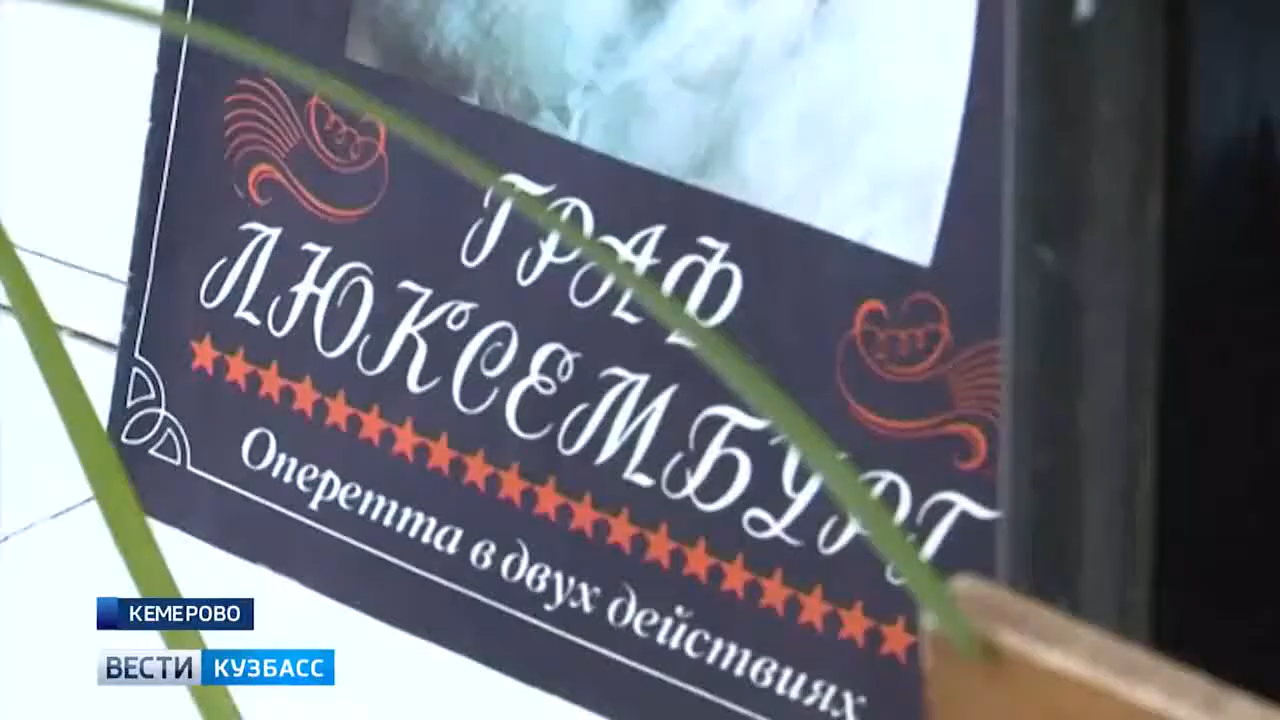 ГРАФ
ЛЮКСЕМБУРГ
Оперетта в двух действиях
КЕМЕРОВО
ВЕСТИ КУЗБАСС